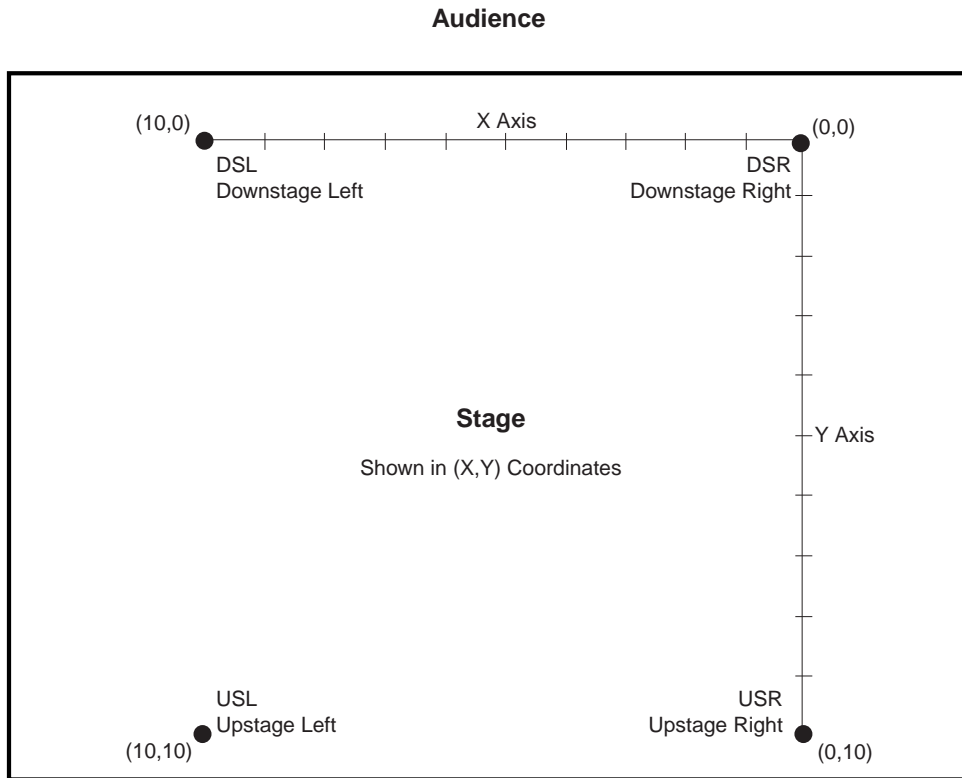 Audience
(10,0)
X Axis
(0,0)
DSL
Downstage Left
DSR
Downstage Right
Stage
Y Axis
Shown in (X,Y) Coordinates
USL
Upstage Left
(10,10)
USR
Upstage Right
(0,10)